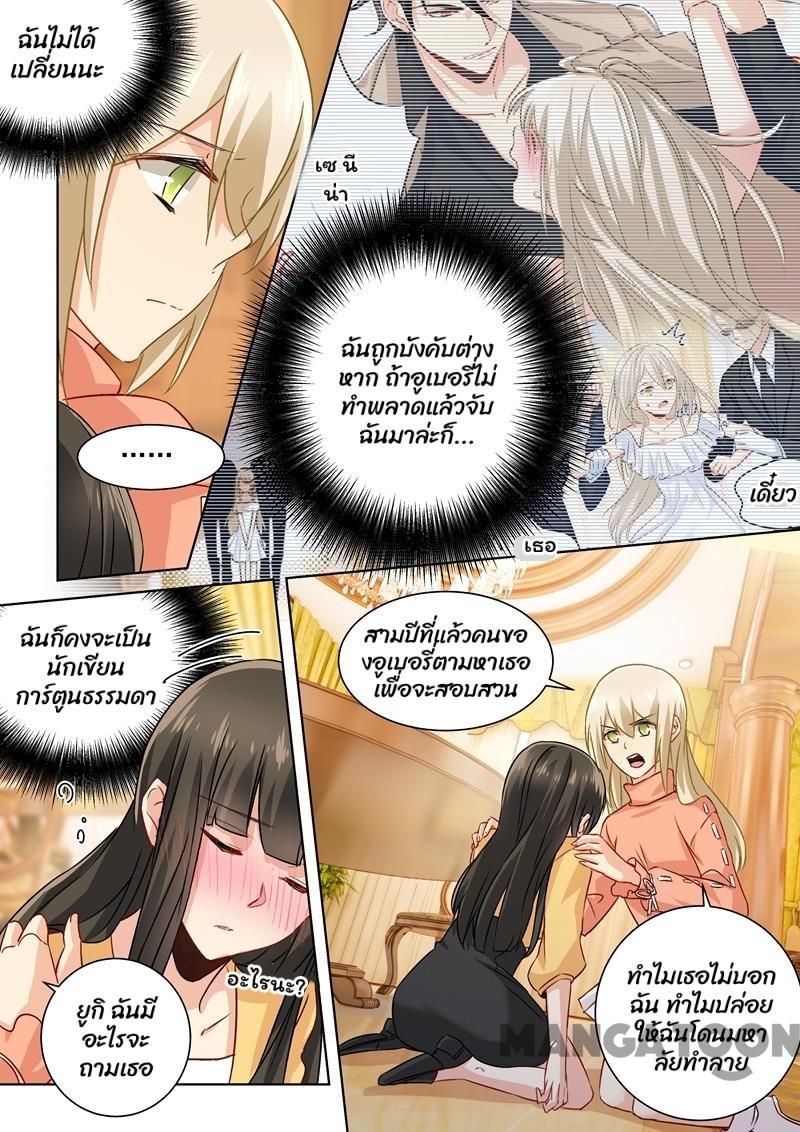 ฉันไม่ได้
เปลี่ยนนะ
เซ นี
น่า
ฉันถูกบังคับต่าง
หาก ถ้าอูเบอรี่ไม่
ทำพลาดแล้วจับ
ฉันมาล่ะก็...
......
เดี๋ยว
เธอ
ฉันก็คงจะเป็น
นักเขียน
การ์ตูนธรรมดา
สามปีที่แล้วคนขอ
งอูเบอรี่ตามหาเธอ
เพื่อจะสอบสวน
อะไรนะ?
ยูกิ ฉันมี
อะไรจะ
ถามเธอ
ทำไมเธอไม่บอก
ฉัน ทำไมปล่อย
ให้ฉันโดนมหา
ลัยทำลาย
MANGATOON